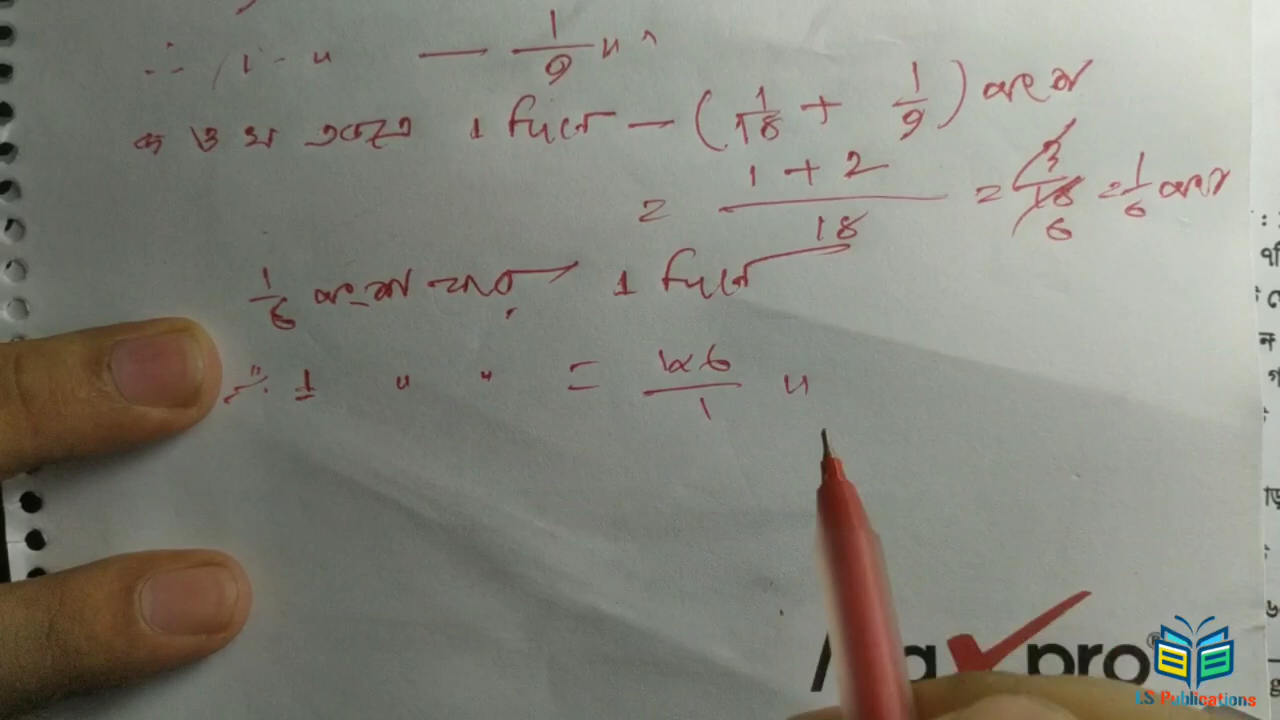 ∴ 1 " — 1/9 "
ক ও খ একত্রে 1 দিনে — (1/18 + 1/9) অংশ
= (1 + 2)/18 = 3/18 = 1/6 অংশ
1/6 অংশ করে 1 দিনে
∴ 1 " " = (1×6)/1 "
pro
LS Publications